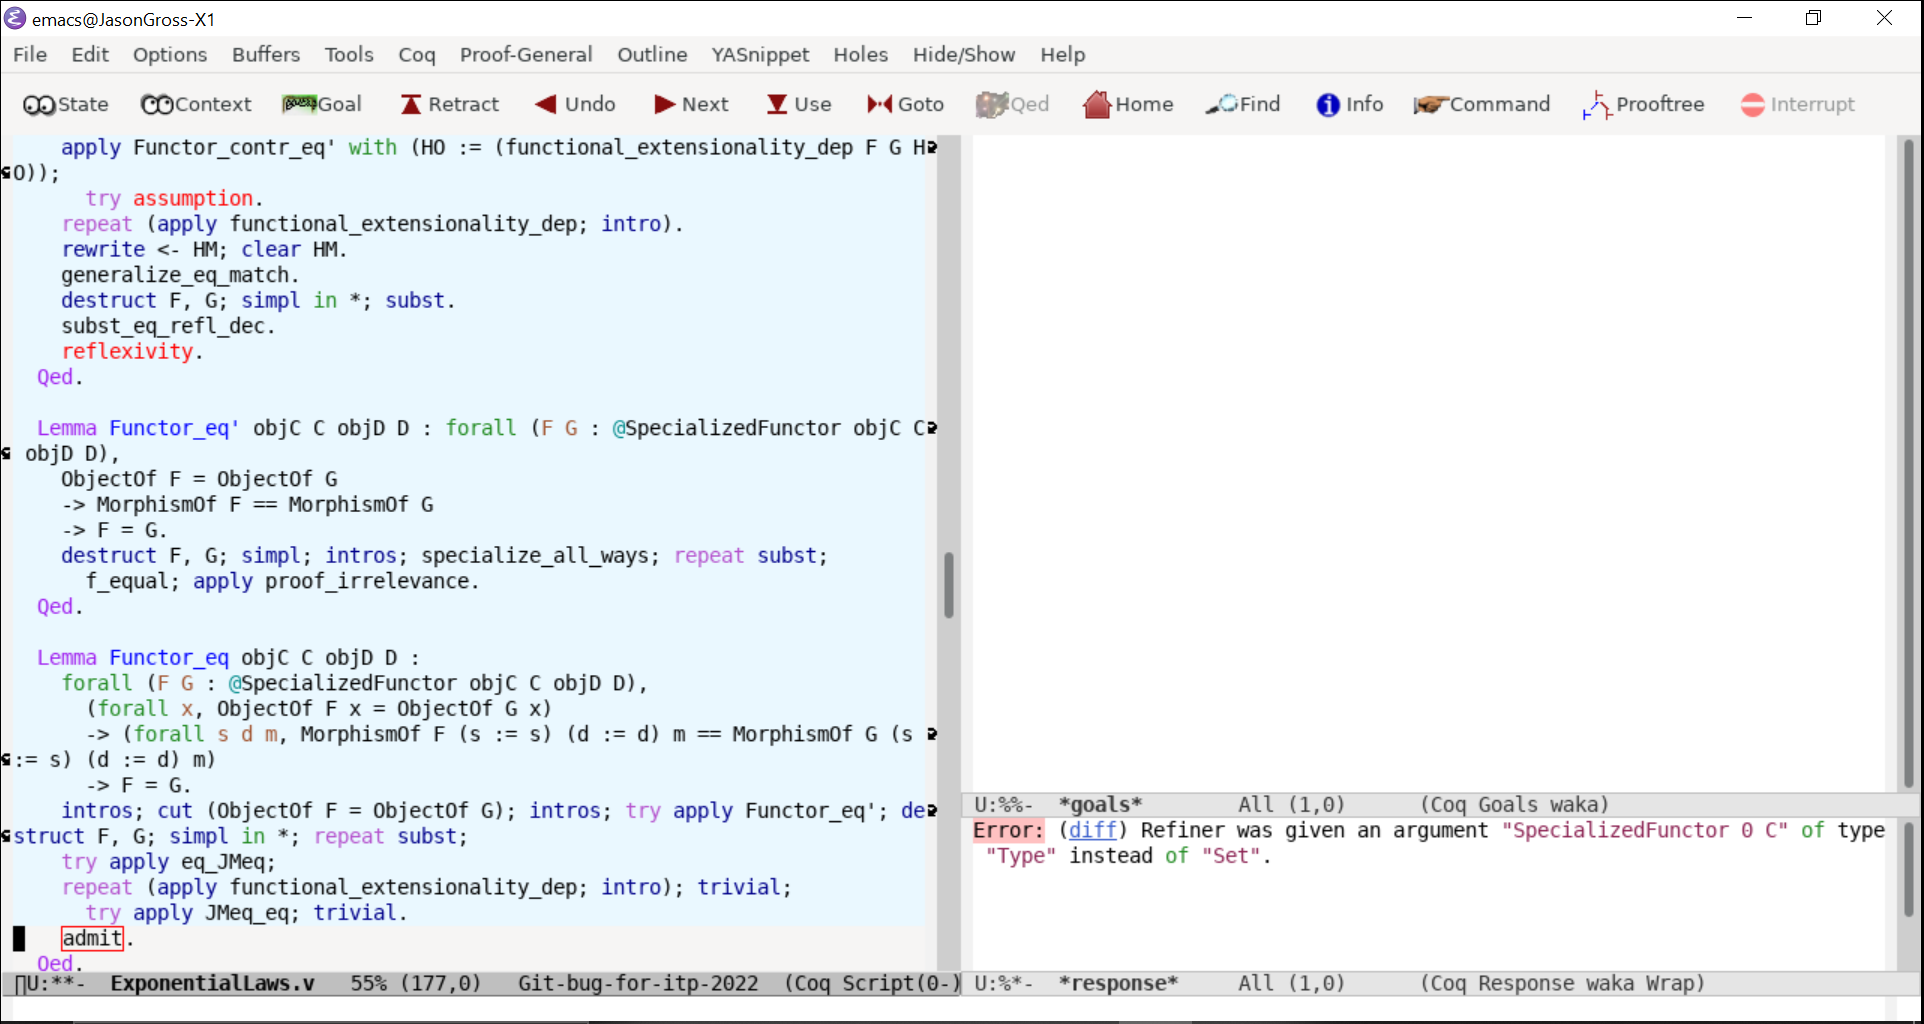 emacs@JasonGross-X1
File Edit Options Buffers Tools Coq Proof-General Outline YASnippet Holes Hide/Show Help
State Context Goal Retract Undo Next Use Goto Qed Home Find Info Command Prooftree Interrupt
apply Functor_contr_eq' with (HO := (functional_extensionality_dep F G H
O));
try assumption.
repeat (apply functional_extensionality_dep; intro).
rewrite <- HM; clear HM.
generalize_eq_match.
destruct F, G; simpl in *; subst.
subst_eq_refl_dec.
reflexivity.
Qed.
Lemma Functor_eq' objC C objD D : forall (F G : @SpecializedFunctor objC C
objD D),
ObjectOf F = ObjectOf G
-> MorphismOf F == MorphismOf G
-> F = G.
destruct F, G; simpl; intros; specialize_all_ways; repeat subst;
f_equal; apply proof_irrelevance.
Qed.
Lemma Functor_eq objC C objD D :
forall (F G : @SpecializedFunctor objC C objD D),
(forall x, ObjectOf F x = ObjectOf G x)
-> (forall s d m, MorphismOf F (s := s) (d := d) m == MorphismOf G (s
:= s) (d := d) m)
-> F = G.
intros; cut (ObjectOf F = ObjectOf G); intros; try apply Functor_eq'; de
struct F, G; simpl in *; repeat subst;
try apply eq_JMeq;
repeat (apply functional_extensionality_dep; intro); trivial;
try apply JMeq_eq; trivial.
admit.
Qed.
U:**- ExponentialLaws.v 55% (177,0) Git-bug-for-itp-2022 (Coq Script(0-)
U:%%- *goals* All (1,0) (Coq Goals waka)
Error: (diff) Refiner was given an argument "SpecializedFunctor 0 C" of type
"Type" instead of "Set".
U:%*- *response* All (1,0) (Coq Response waka Wrap)